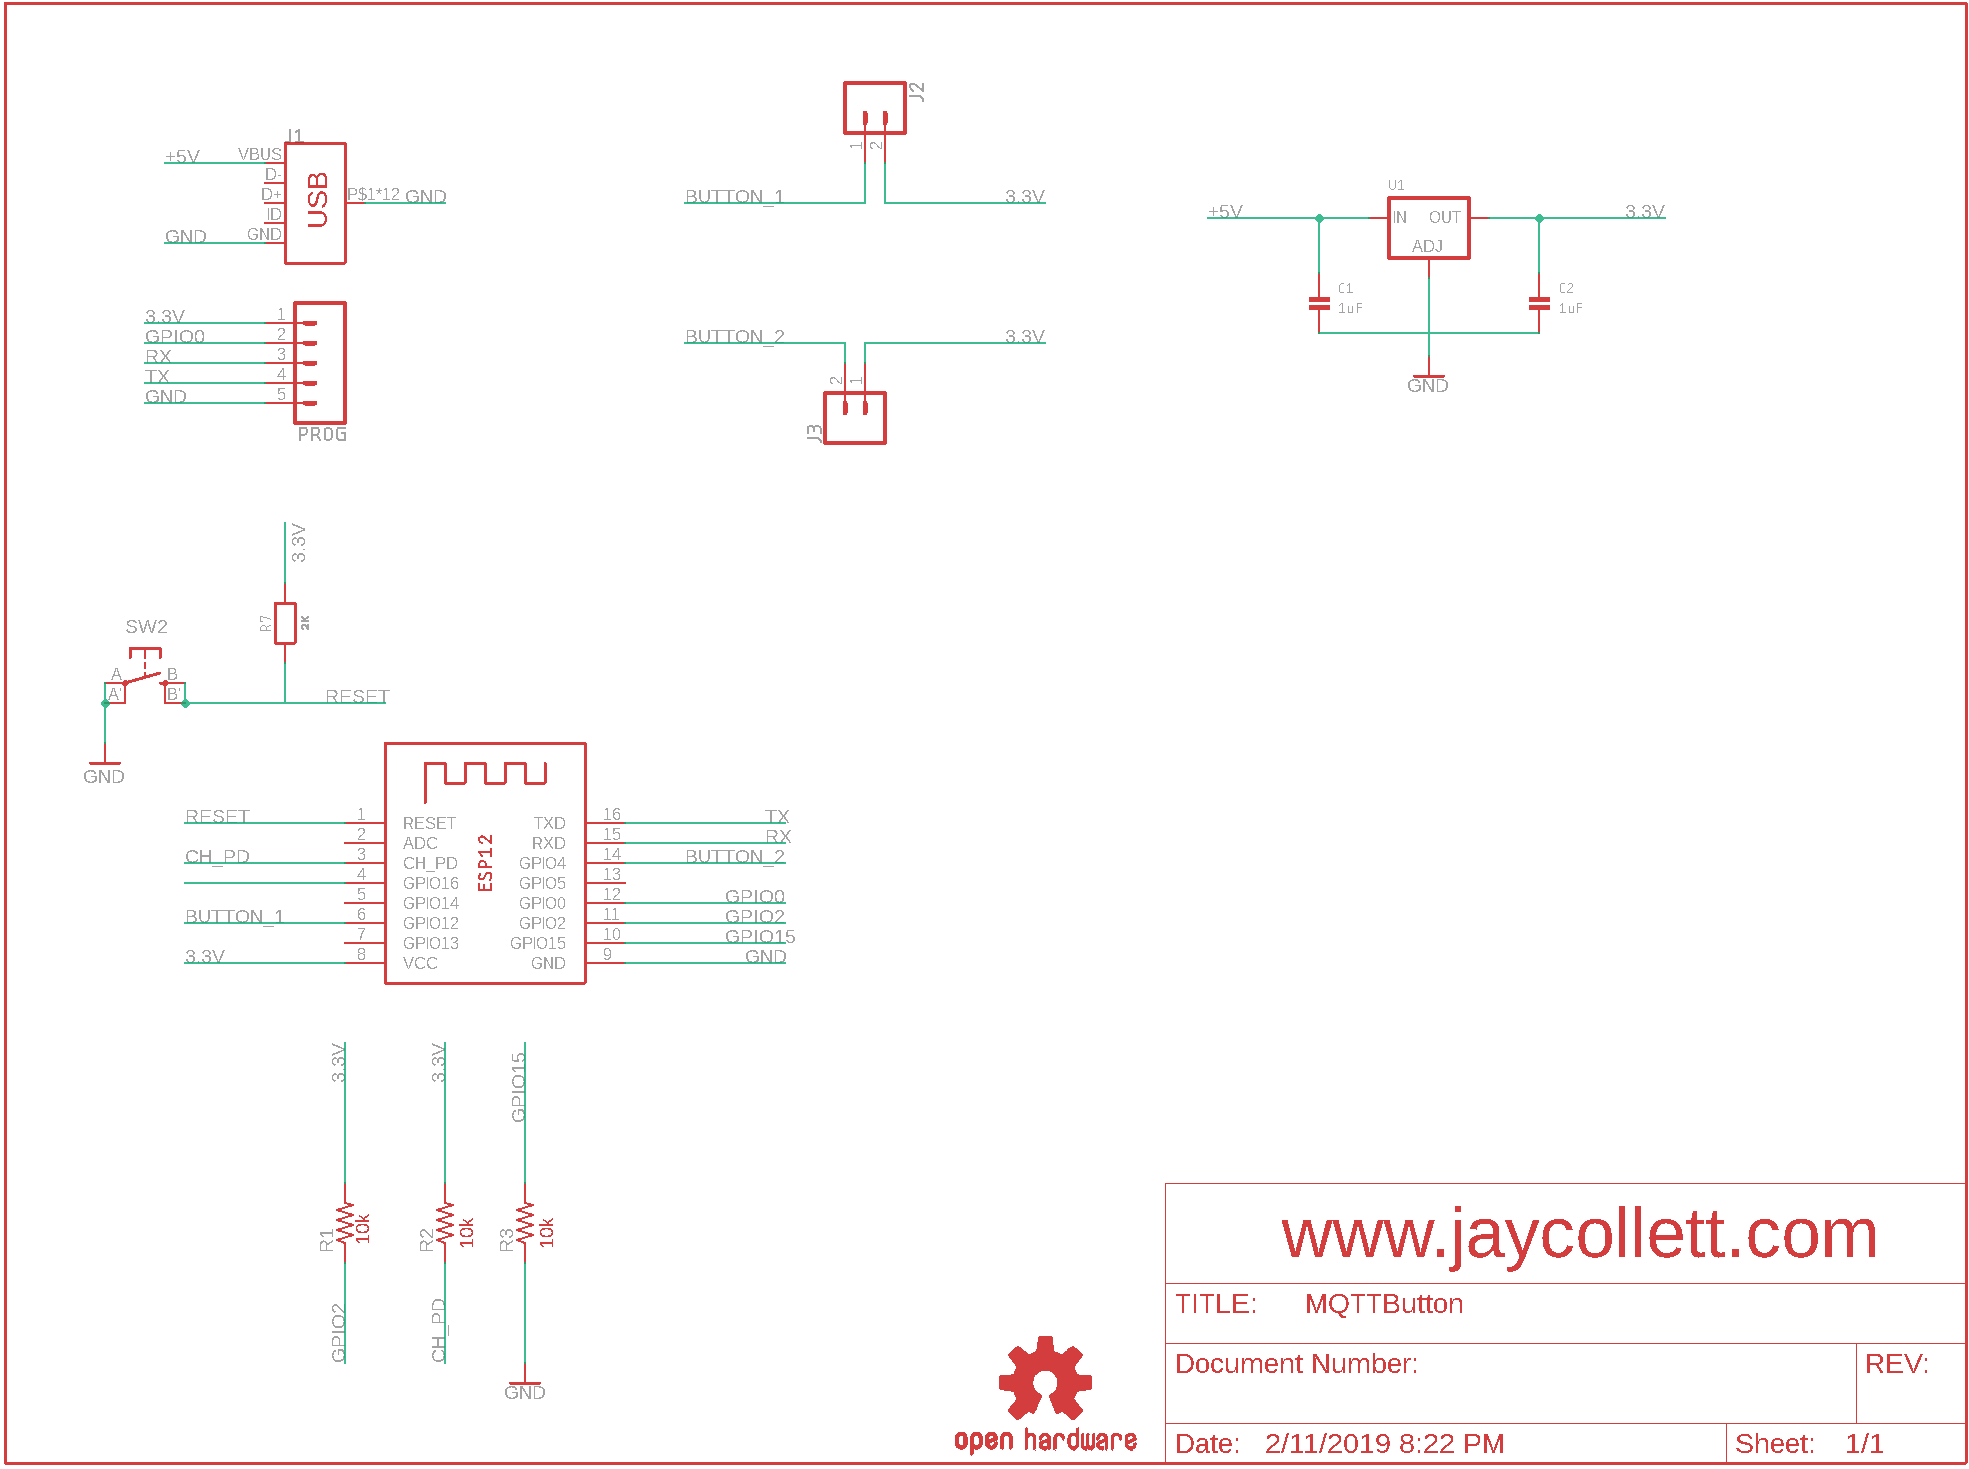 J1
+5V VBUS
D-
D+ P$1*12 GND
ID
GND GND
USB
3.3V 1
GPIO0 2
RX 3
TX 4
GND 5
PROG
J2
1 2
BUTTON_1 3.3V
BUTTON_2 3.3V
2 1
J3
U1
+5V IN OUT 3.3V
ADJ
C1
1uF
C2
1uF
GND
3.3V
R7
2K
SW2
A B
A' B'
RESET
GND
ESP12
RESET 1 RESET TXD 16 TX
2 ADC RXD 15 RX
CH_PD 3 CH_PD GPIO4 14 BUTTON_2
4 GPIO16 GPIO5 13
5 GPIO14 GPIO0 12 GPIO0
BUTTON_1 6 GPIO12 GPIO2 11 GPIO2
7 GPIO13 GPIO15 10 GPIO15
3.3V 8 VCC GND 9 GND
3.3V
R1
10k
GPIO2
3.3V
R2
10k
CH_PD
GPIO15
R3
10k
GND
open hardware
www.jaycollett.com
TITLE: MQTTButton
Document Number: REV:
Date: 2/11/2019 8:22 PM Sheet: 1/1